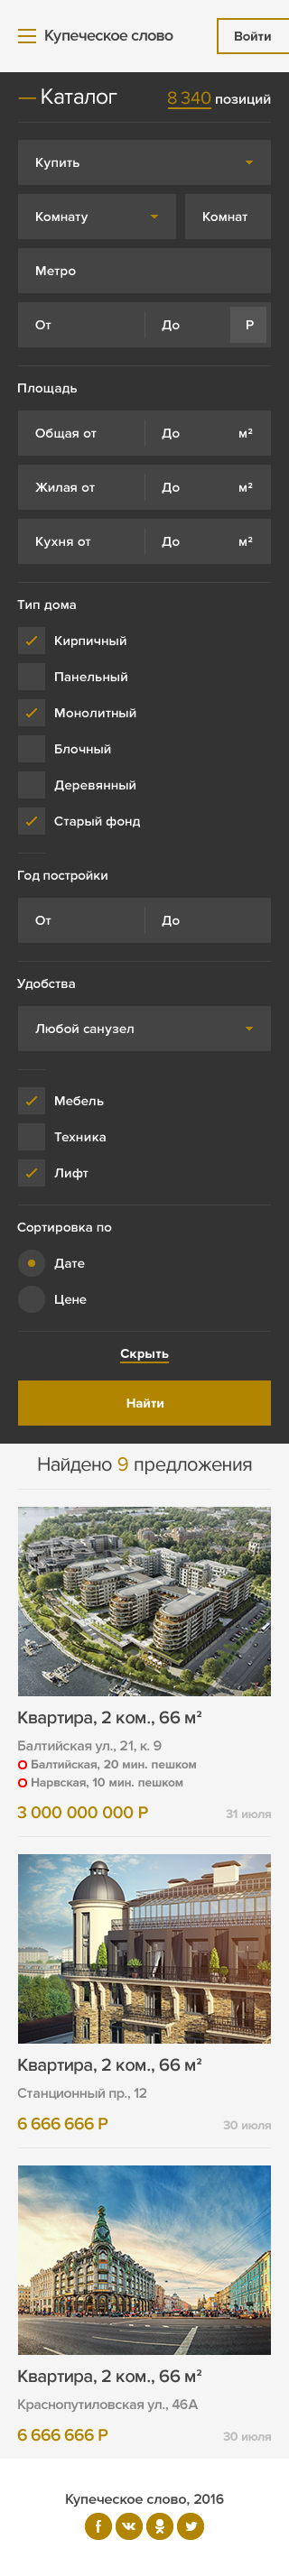 Купеческое слово
Войти
— Каталог
8 340 позиций
Купить
Комнату
Комнат
Метро
От До Р
Площадь
Общая от До м²
Жилая от До м²
Кухня от До м²
Тип дома
Кирпичный
Панельный
Монолитный
Блочный
Деревянный
Старый фонд
Год постройки
От До
Удобства
Любой санузел
Мебель
Техника
Лифт
Сортировка по
Дате
Цене
Скрыть
Найти
Найдено 9 предложения
Квартира, 2 ком., 66 м²
Балтийская ул., 21, к. 9
Балтийская, 20 мин. пешком
Нарвская, 10 мин. пешком
3 000 000 000 Р 31 июля
Квартира, 2 ком., 66 м²
Станционный пр., 12
6 666 666 Р 30 июля
Квартира, 2 ком., 66 м²
Краснопутиловская ул., 46А
6 666 666 Р 30 июля
Купеческое слово, 2016